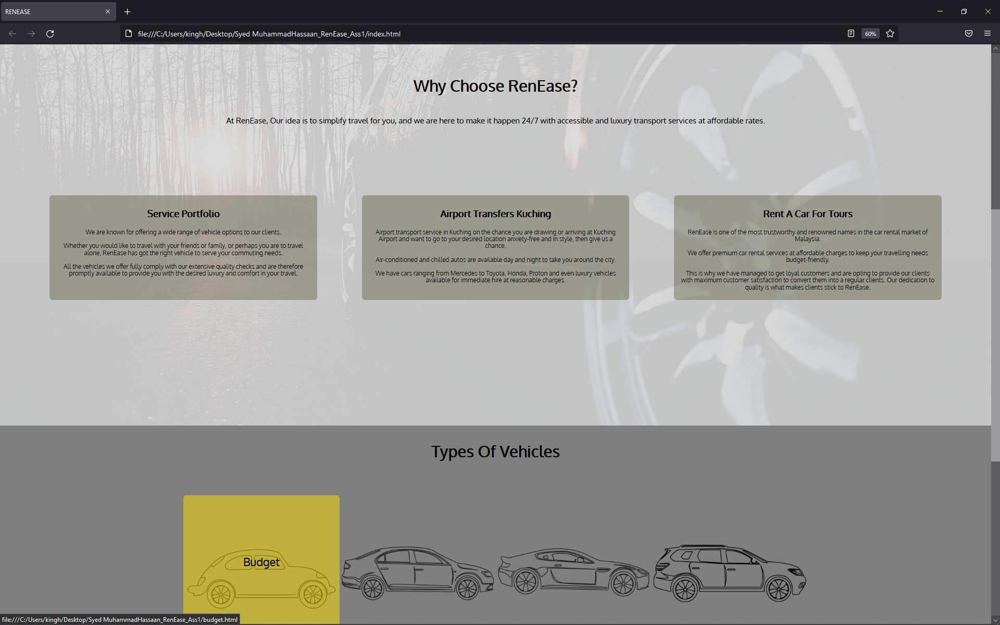 RENEASE
file:///C:/Users/kingh/Desktop/Syed MuhammadHassaan_RenEase_Ass1/index.html
60%
Why Choose RenEase?
At RenEase, Our idea is to simplify travel for you, and we are here to make it happen 24/7 with accessible and luxury transport services at affordable rates.
Service Portfolio
We are known for offering a wide range of vehicle options to our clients.
Whether you would like to travel with your friends or family, or perhaps you are to travel
alone, RenEase has got the right vehicle to serve your commuting needs.
All the vehicles we offer fully comply with our extensive quality checks and are therefore
promptly available to provide you with the desired luxury and comfort in your travel.
Airport Transfers Kuching
Airport transport service in Kuching on the chance you are drawing or arriving at Kuching
Airport and want to go to your desired location anxiety-free and in style, then give us a
chance.
Air-conditioned and chilled autos are available day and night to take you around the city.
We have cars ranging from Mercedes to Toyota, Honda, Proton and even luxury vehicles
available for immediate hire at reasonable charges.
Rent A Car For Tours
RenEase is one of the most trustworthy and renowned names in the car rental market of
Malaysia.
We offer premium car rental services at affordable charges to keep your travelling needs
budget-friendly.
This is why we have managed to get loyal customers and are opting to provide our clients
with maximum customer satisfaction to convert them into a regular clients. Our dedication to
quality is what makes clients stick to RenEase.
Types Of Vehicles
Budget
file:///C:/Users/kingh/Desktop/Syed MuhammadHassaan_RenEase_Ass1/budget.html